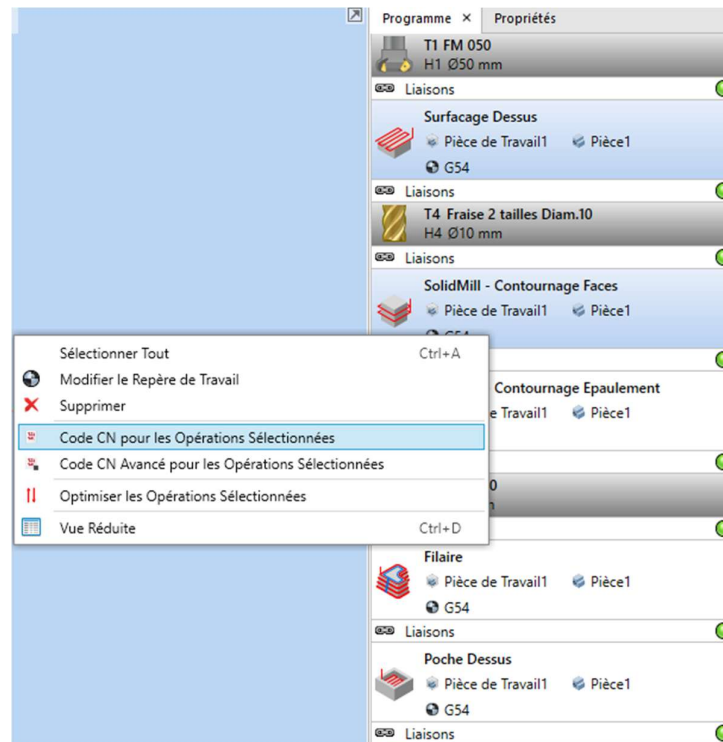 Programme × Propriétés
T1 FM 050
H1 Ø50 mm
Liaisons
Surfacage Dessus
Pièce de Travail1 Pièce1
G54
Liaisons
T4 Fraise 2 tailles Diam.10
H4 Ø10 mm
Liaisons
SolidMill - Contournage Faces
Pièce de Travail1 Pièce1
G54
Sélectionner Tout Ctrl+A
Modifier le Repère de Travail
Supprimer
Code CN pour les Opérations Sélectionnées
Code CN Avancé pour les Opérations Sélectionnées
Optimiser les Opérations Sélectionnées
Vue Réduite Ctrl+D
Contournage Epaulement
e Travail1 Pièce1
0
Filaire
Pièce de Travail1 Pièce1
G54
Liaisons
Poche Dessus
Pièce de Travail1 Pièce1
G54
Liaisons